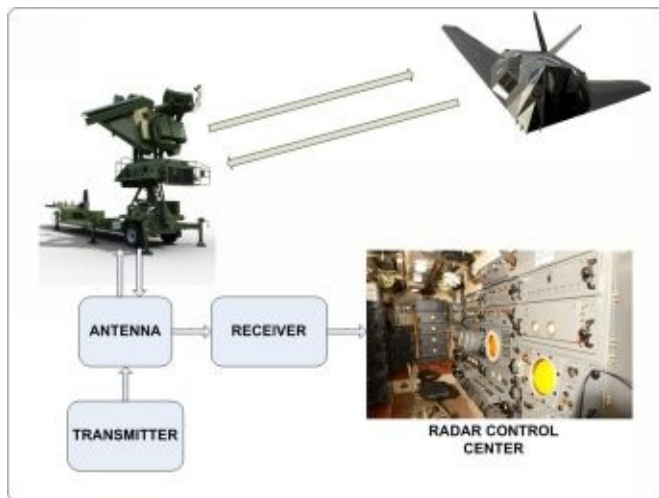 ANTENNA
RECEIVER
TRANSMITTER
RADAR CONTROL
CENTER